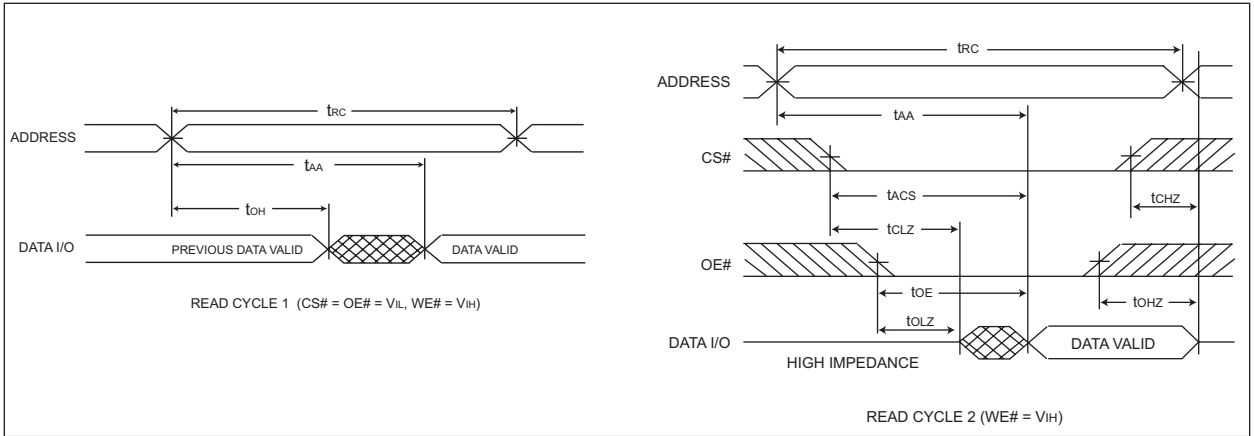 tRC
ADDRESS
tAA
tOH
DATA I/O
PREVIOUS DATA VALID
DATA VALID
READ CYCLE 1 (CS# = OE# = VIL, WE# = VIH)
tRC
ADDRESS
tAA
CS#
tACS
tCHZ
tCLZ
OE#
tOE
tOHZ
tOLZ
DATA I/O
DATA VALID
HIGH IMPEDANCE
READ CYCLE 2 (WE# = VIH)